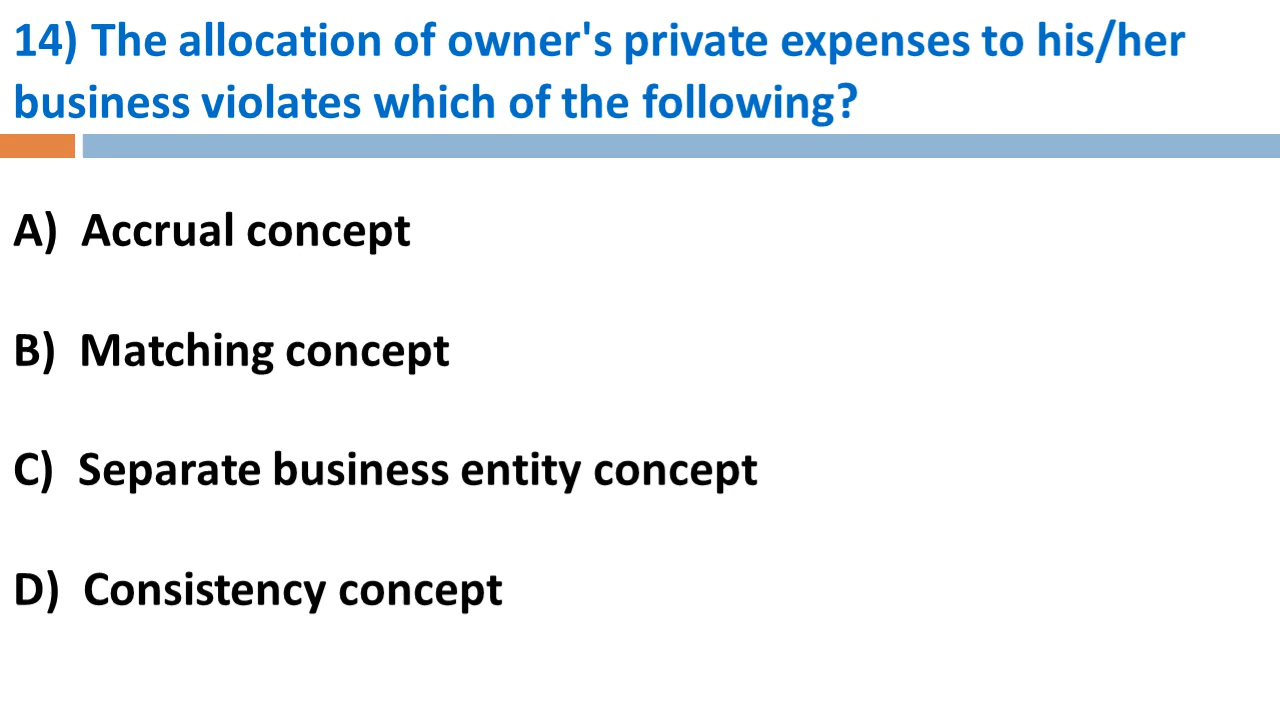 14) The allocation of owner's private expenses to his/her
business violates which of the following?
A) Accrual concept
B) Matching concept
C) Separate business entity concept
D) Consistency concept